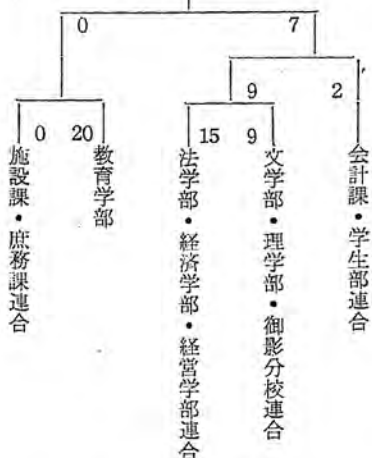 0 7
9 2
0 20 15 9
施設課・庶務課連合
教育学部
法学部・経済学部・経営学部連合
文学部・理学部・御影分校連合
会計課・学生部連合